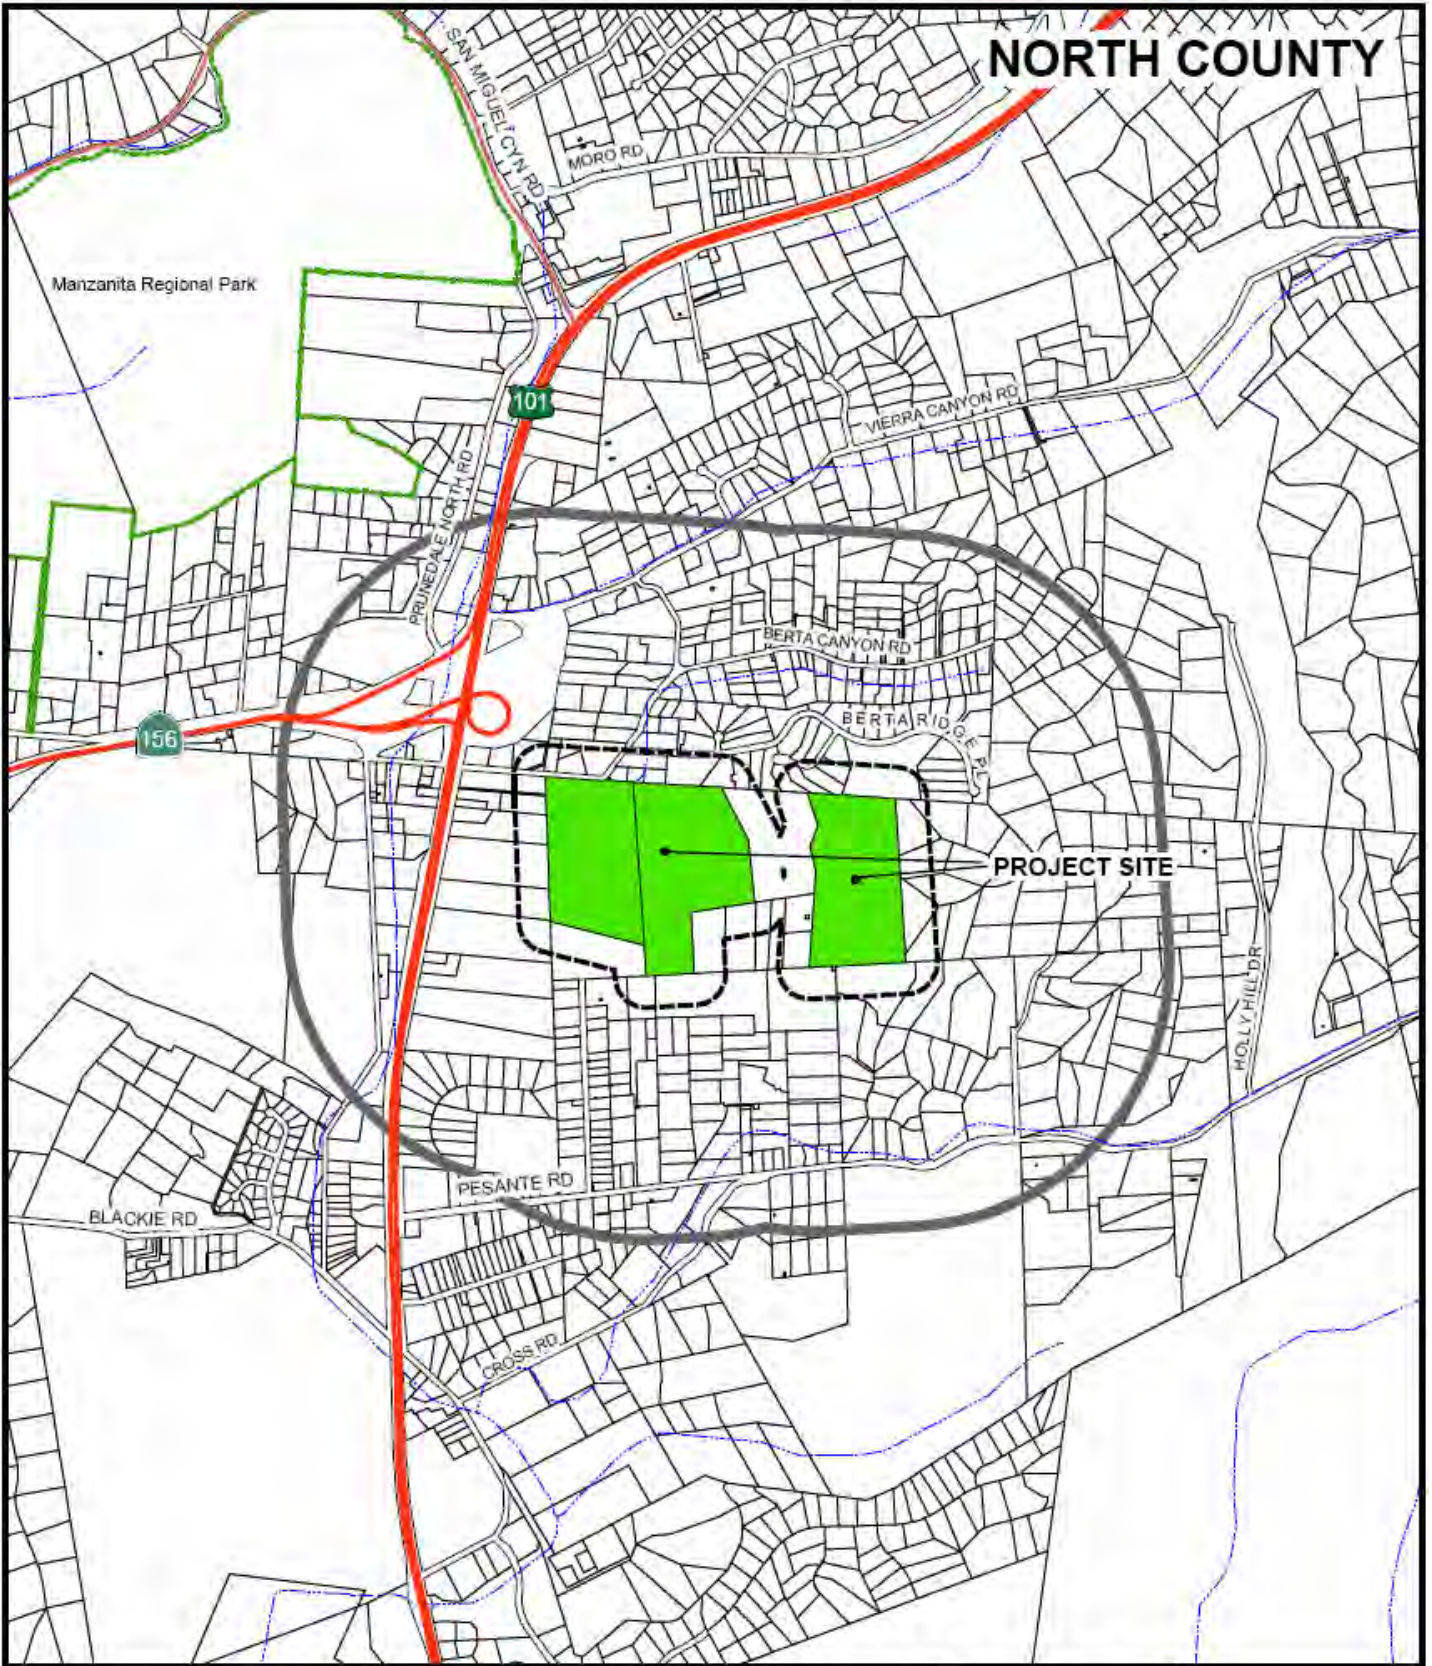 NORTH COUNTY
SAN MIGUEL CYN RD
MORO RD
Manzanita Regional Park
101
VIERRA CANYON RD
PRUNEDALE NORTH RD
BERTA CANYON RD
BERTA RIDGE PL
156
PROJECT SITE
HOLLY HILL DR
PESANTE RD
BLACKIE RD
CROSS RD